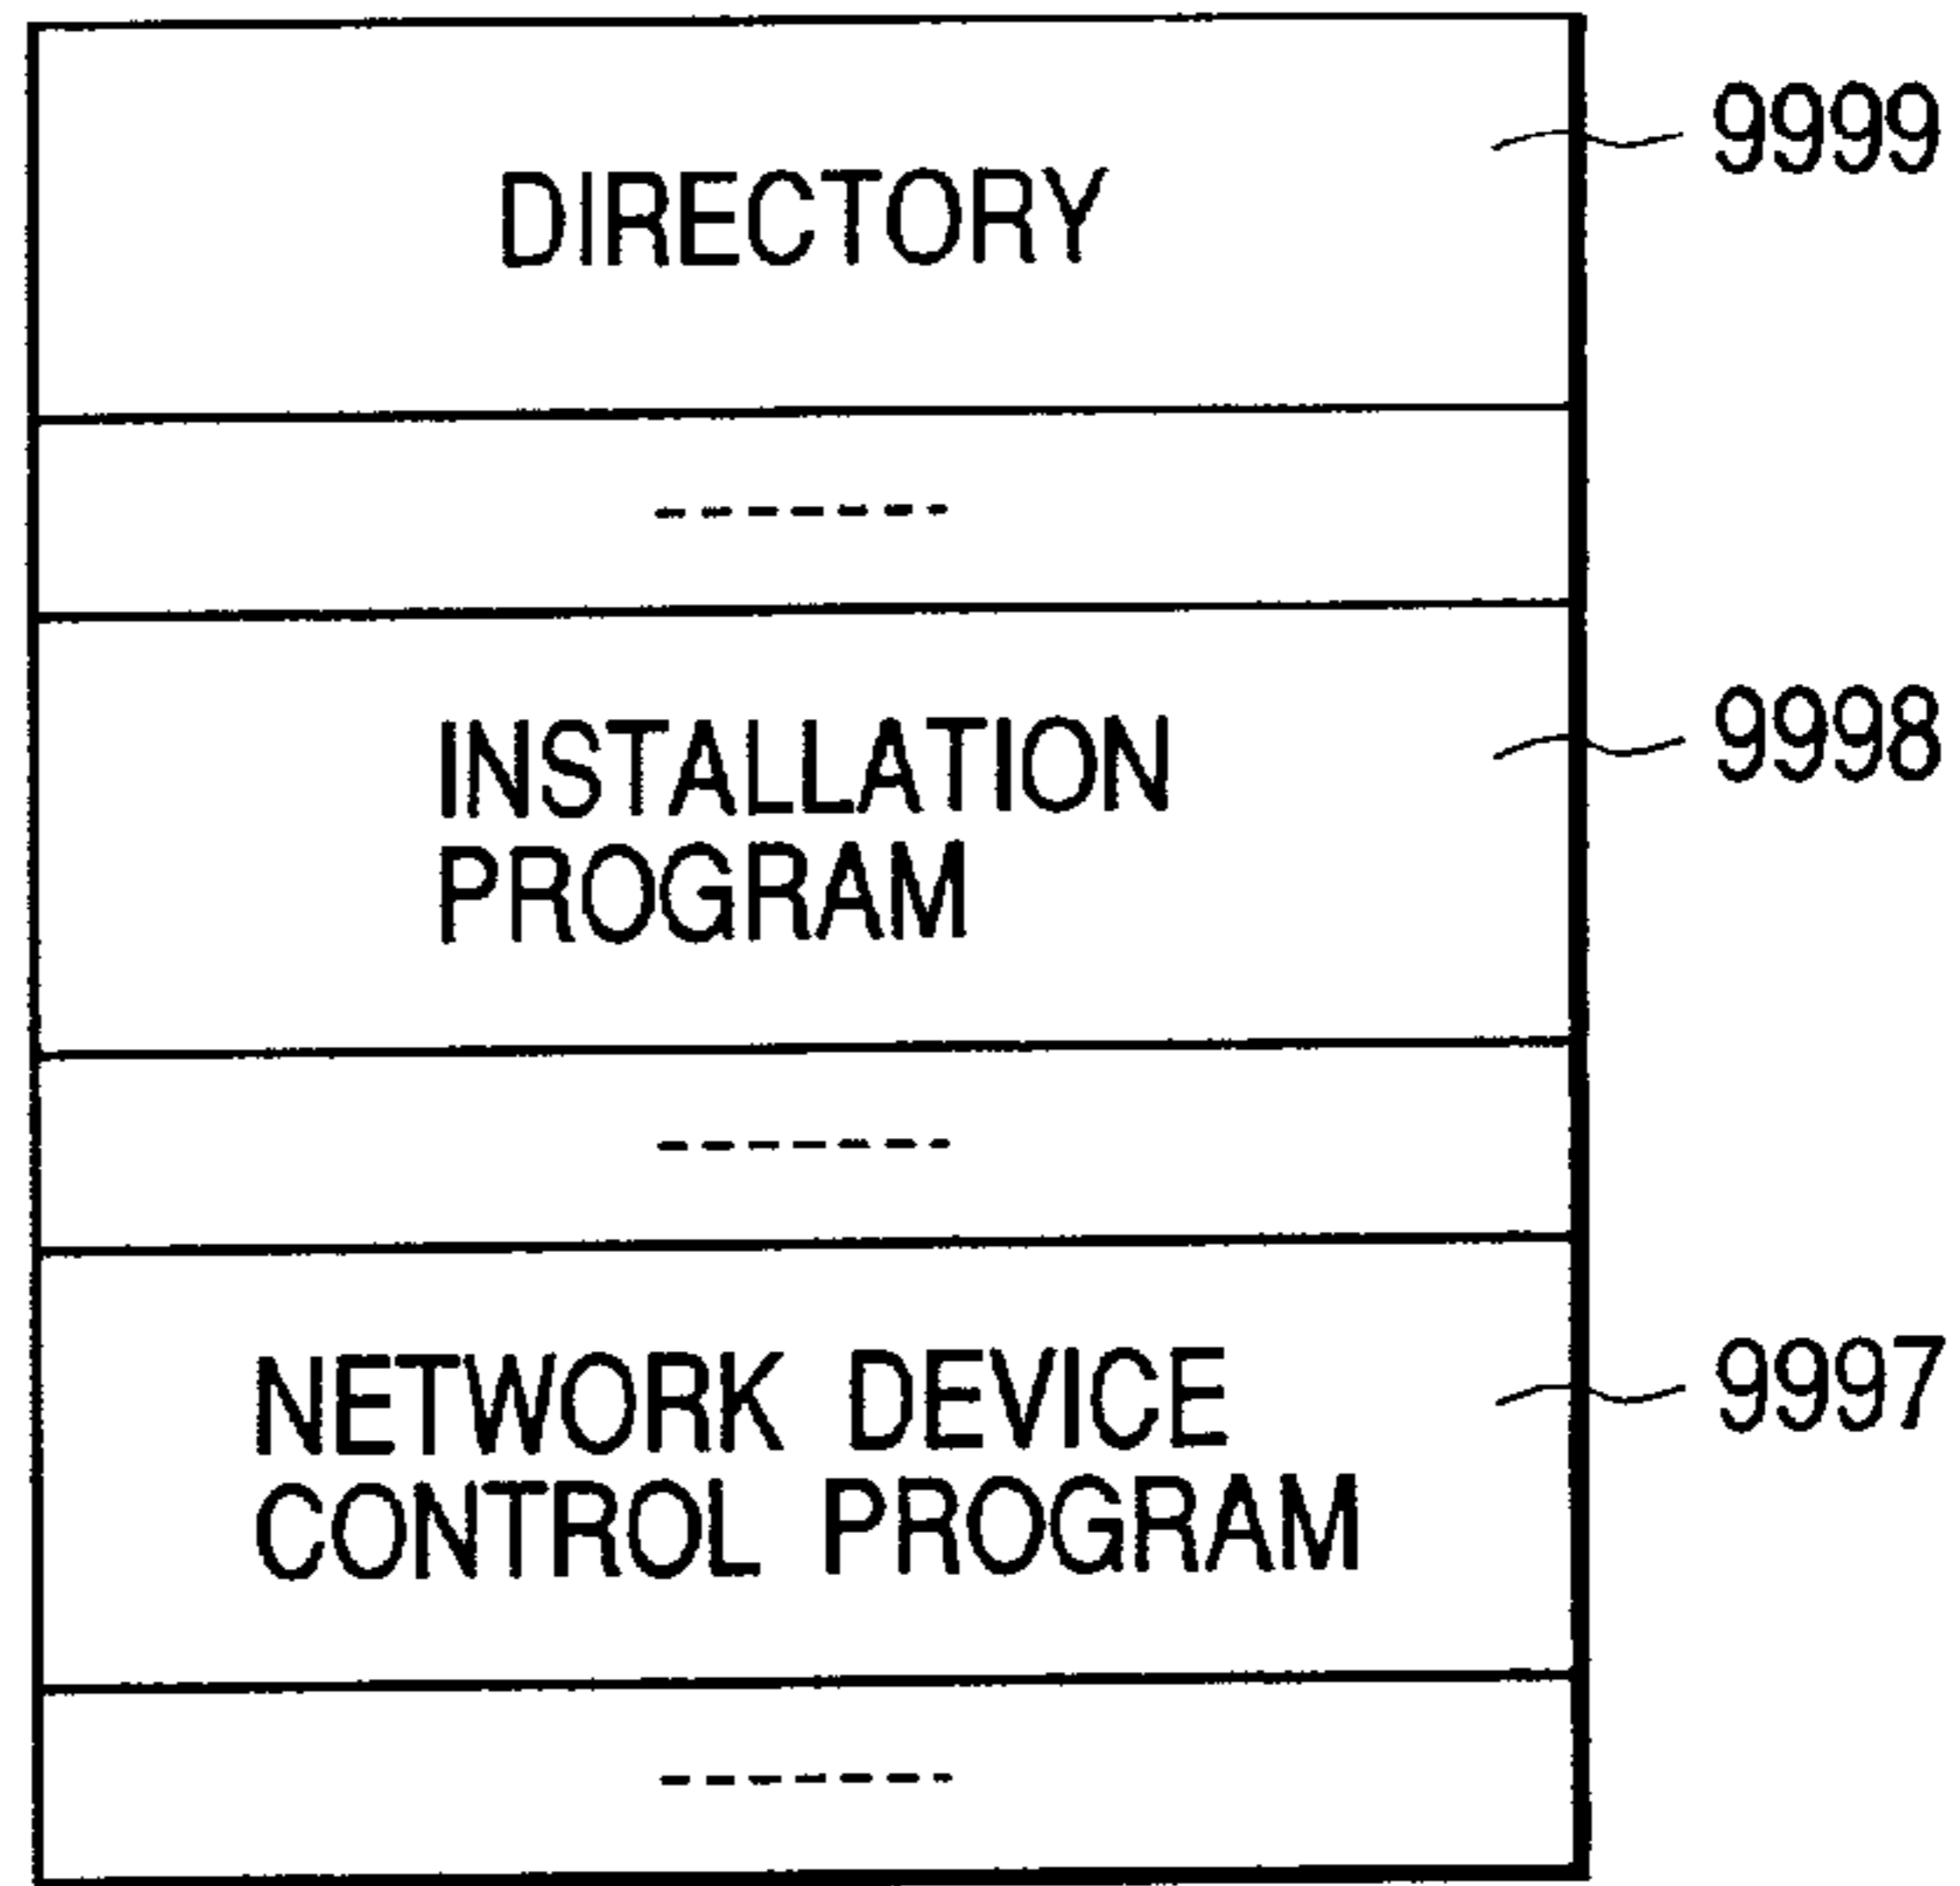 DIRECTORY
9999
-------
INSTALLATION
PROGRAM
9998
-------
NETWORK DEVICE
CONTROL PROGRAM
9997
-------